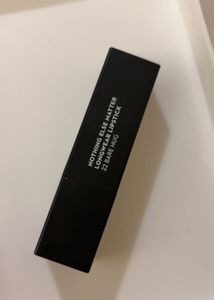 NOTHING ELSE MATTER
LONGWEAR LIPSTICK
22 BARE HUG